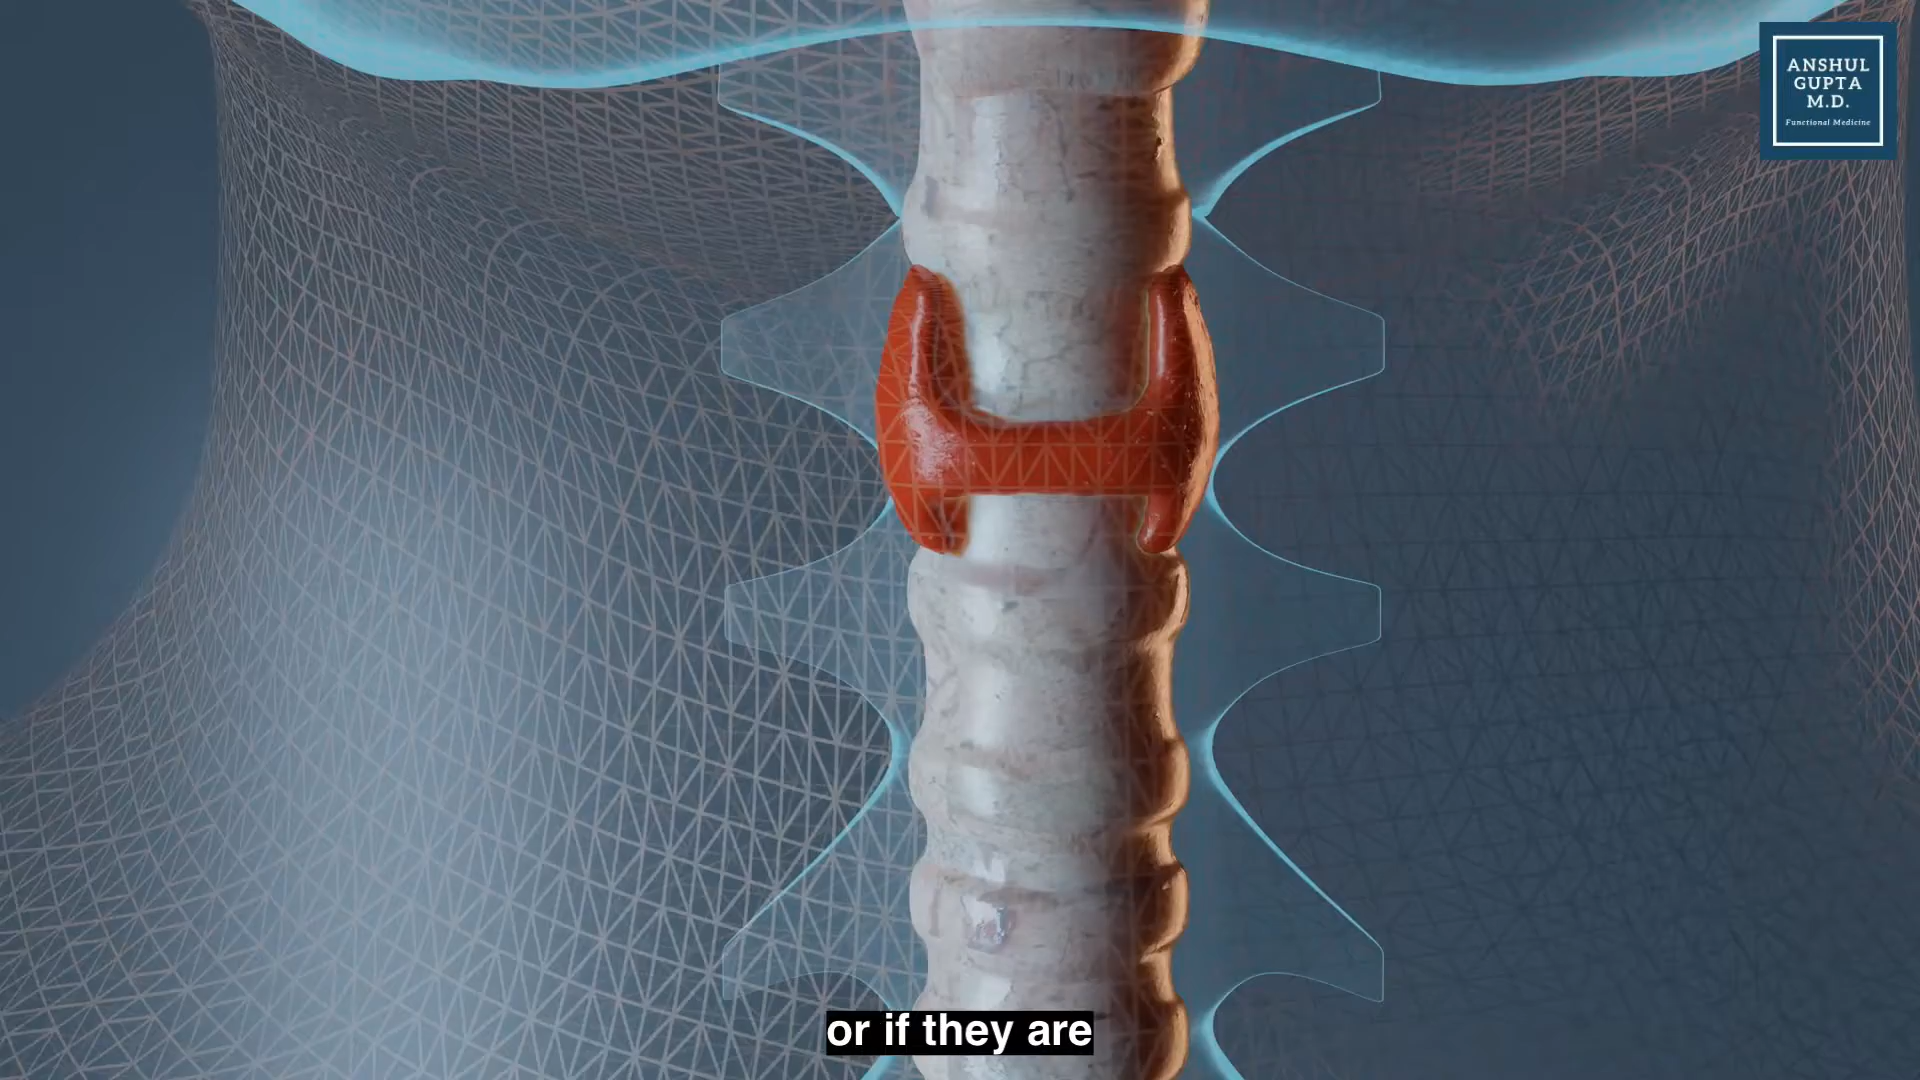 ANSHUL
GUPTA
M.D.
Functional Medicine
or if they are